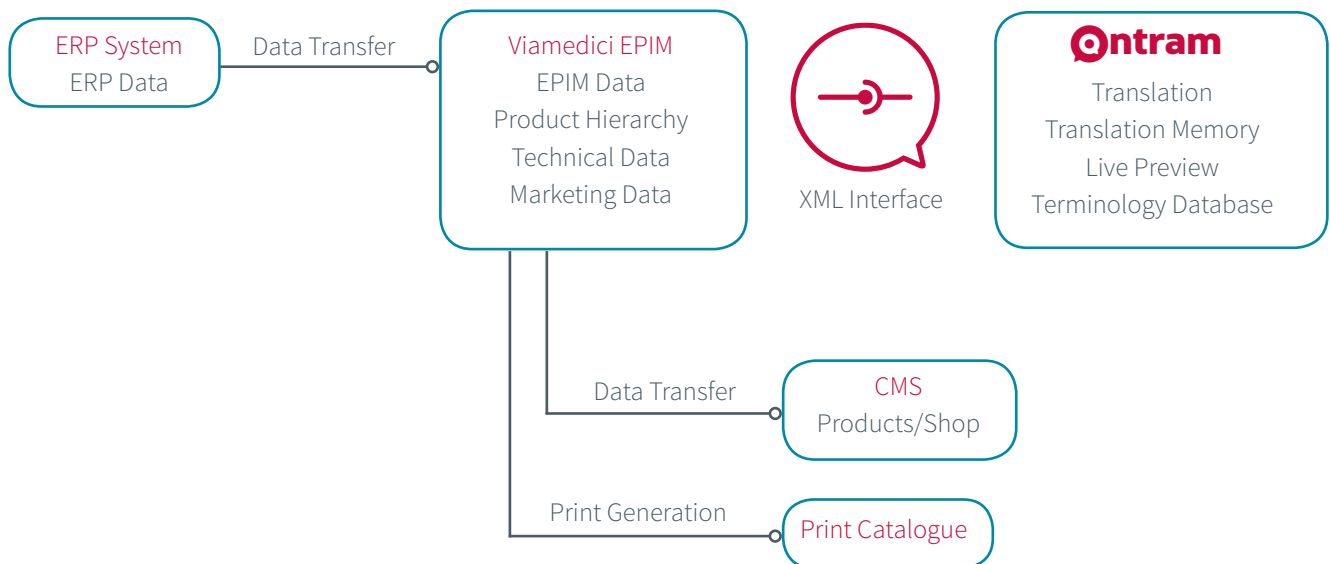 ERP System
ERP Data
Data Transfer
Viamedici EPIM
EPIM Data
Product Hierarchy
Technical Data
Marketing Data
XML Interface
Ontram
Translation
Translation Memory
Live Preview
Terminology Database
Data Transfer
CMS
Products/Shop
Print Generation
Print Catalogue